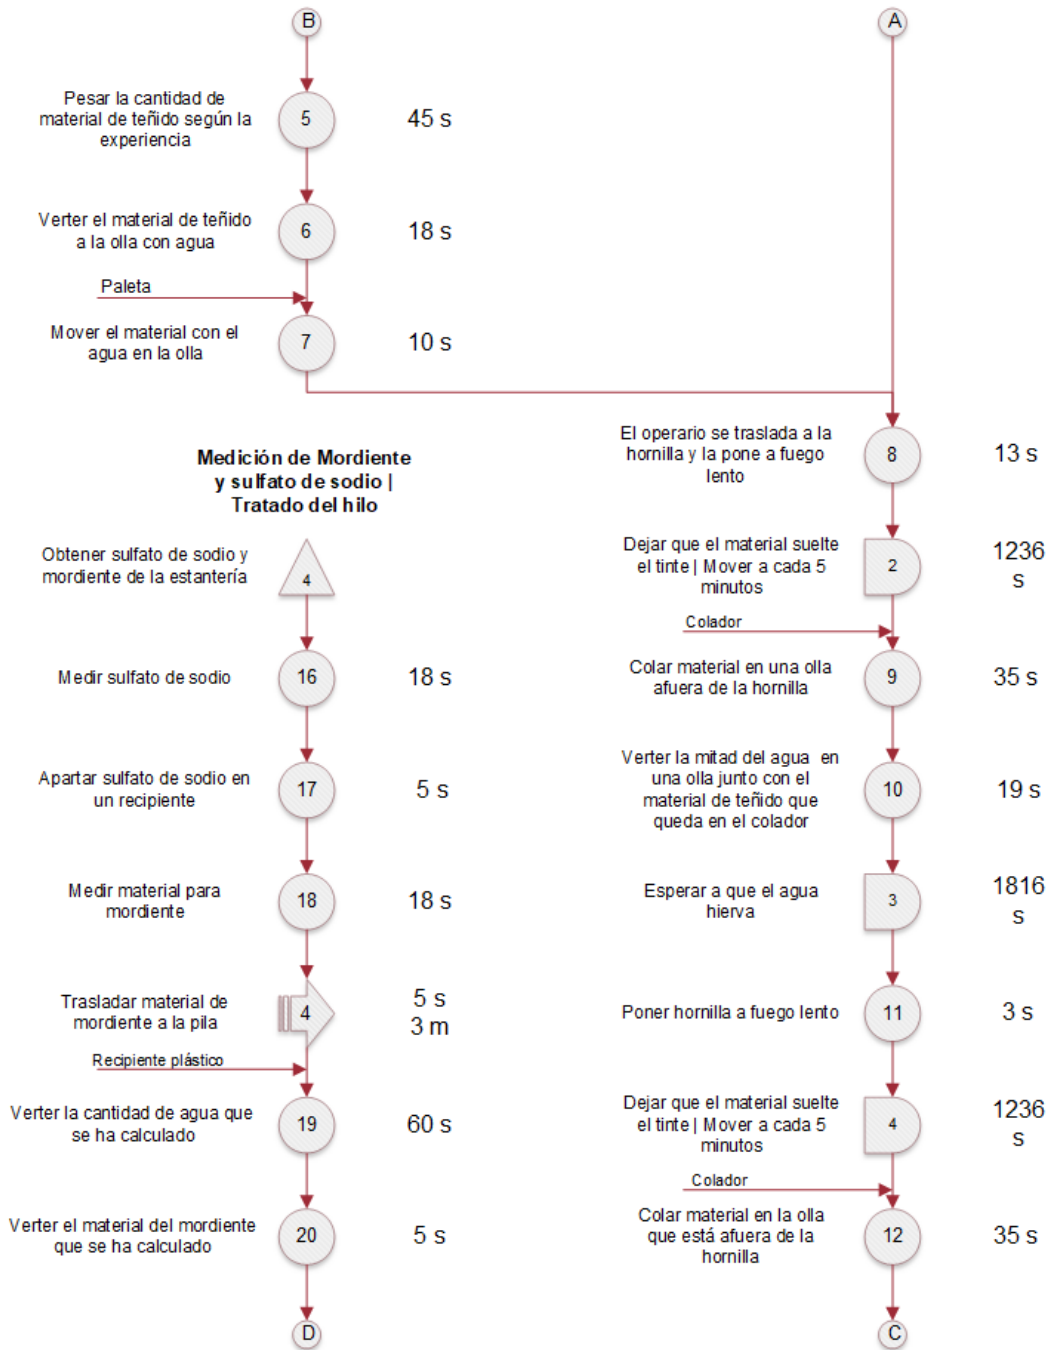 B
A
Pesar la cantidad de
material de teñido según la
experiencia
5
45 s
Verter el material de teñido
a la olla con agua
6
18 s
Paleta
Mover el material con el
agua en la olla
7
10 s
El operario se traslada a la
hornilla y la pone a fuego
lento
8
13 s
Dejar que el material suelte
el tinte | Mover a cada 5
minutos
2
1236
s
Colador
Colar material en una olla
afuera de la hornilla
9
35 s
Verter la mitad del agua en
una olla junto con el
material de teñido que
queda en el colador
10
19 s
Esperar a que el agua
hierva
3
1816
s
Poner hornilla a fuego lento
11
3 s
Dejar que el material suelte
el tinte | Mover a cada 5
minutos
4
1236
s
Colador
Colar material en la olla
que está afuera de la
hornilla
12
35 s
C
Medición de Mordiente
y sulfato de sodio |
Tratado del hilo
Obtener sulfato de sodio y
mordiente de la estantería
4
Medir sulfato de sodio
16
18 s
Apartar sulfato de sodio en
un recipiente
17
5 s
Medir material para
mordiente
18
18 s
Trasladar material de
mordiente a la pila
4
5 s
3 m
Recipiente plástico
Verter la cantidad de agua que
se ha calculado
19
60 s
Verter el material del mordiente
que se ha calculado
20
5 s
D